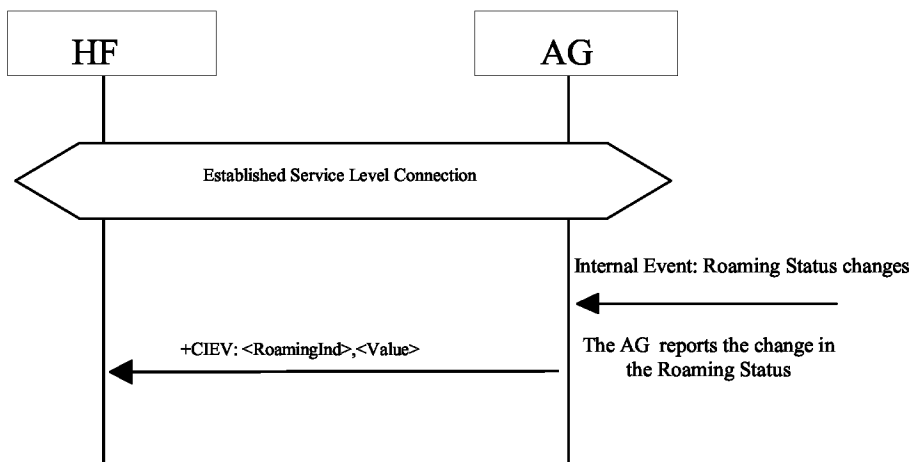 HF
AG
Established Service Level Connection
Internal Event: Roaming Status changes
+CIEV: <RoamingInd>,<Value>
The AG reports the change in
the Roaming Status